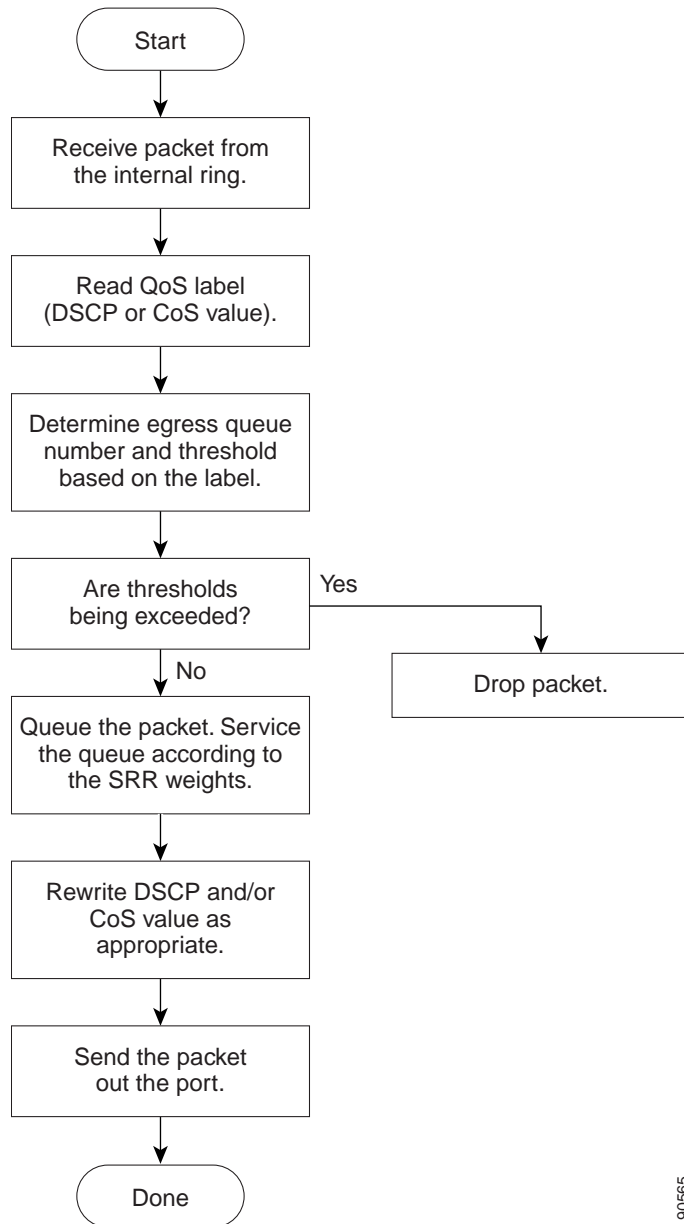 Start
Receive packet from
the internal ring.
Read QoS label
(DSCP or CoS value).
Determine egress queue
number and threshold
based on the label.
Are thresholds
being exceeded?
Yes
No
Drop packet.
Queue the packet. Service
the queue according to
the SRR weights.
Rewrite DSCP and/or
CoS value as
appropriate.
Send the packet
out the port.
Done
90565